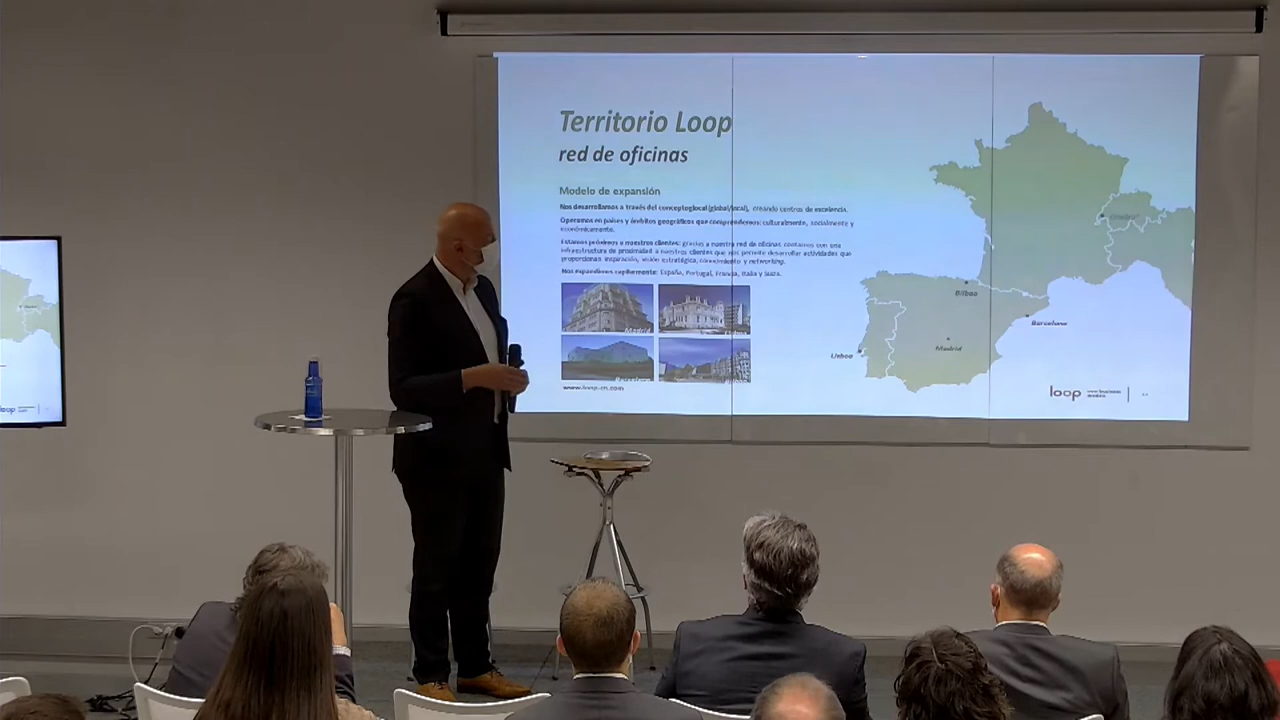 Territorio Loop
red de oficinas
Modelo de expansión
Nos desarrollamos a través del concepto glocal (global/local), creando centros de excelencia.
Operamos en países y ámbitos geográficos que comprendemos: culturalmente, socialmente y
económicamente.
Estamos próximos a nuestros clientes: gracias a nuestra red de oficinas contamos con una
infraestructura de proximidad a nuestros clientes que nos permite desarrollar actividades que
proporcionan inspiración, visión estratégica, conocimiento y networking.
Nos expandimos capilarmente: España, Portugal, Francia, Italia y Suiza.
Madrid
www.loop-cn.com
Bilbao
Barcelona
Madrid
Lisboa
loop
loop